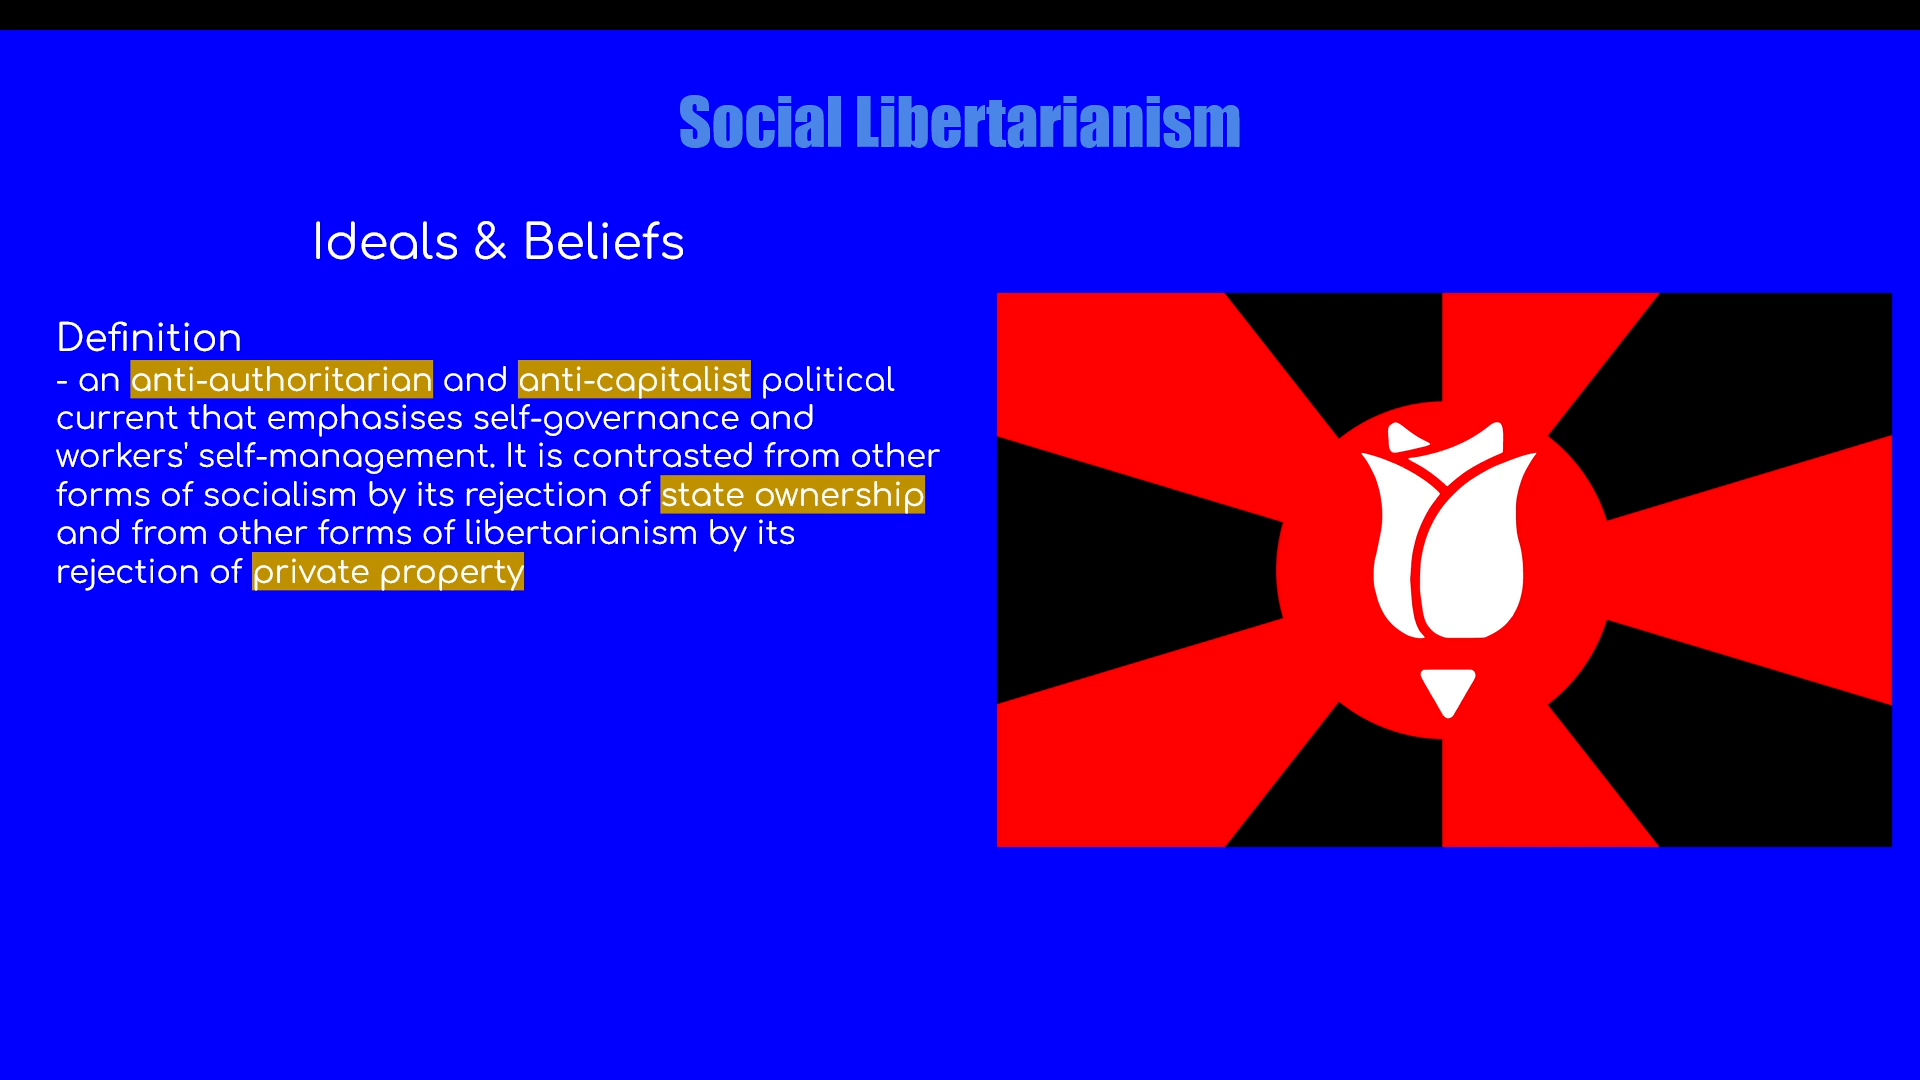 Social Libertarianism
Ideals & Beliefs
Definition
- an anti-authoritarian and anti-capitalist political
current that emphasises self-governance and
workers' self-management. It is contrasted from other
forms of socialism by its rejection of state ownership
and from other forms of libertarianism by its
rejection of private property